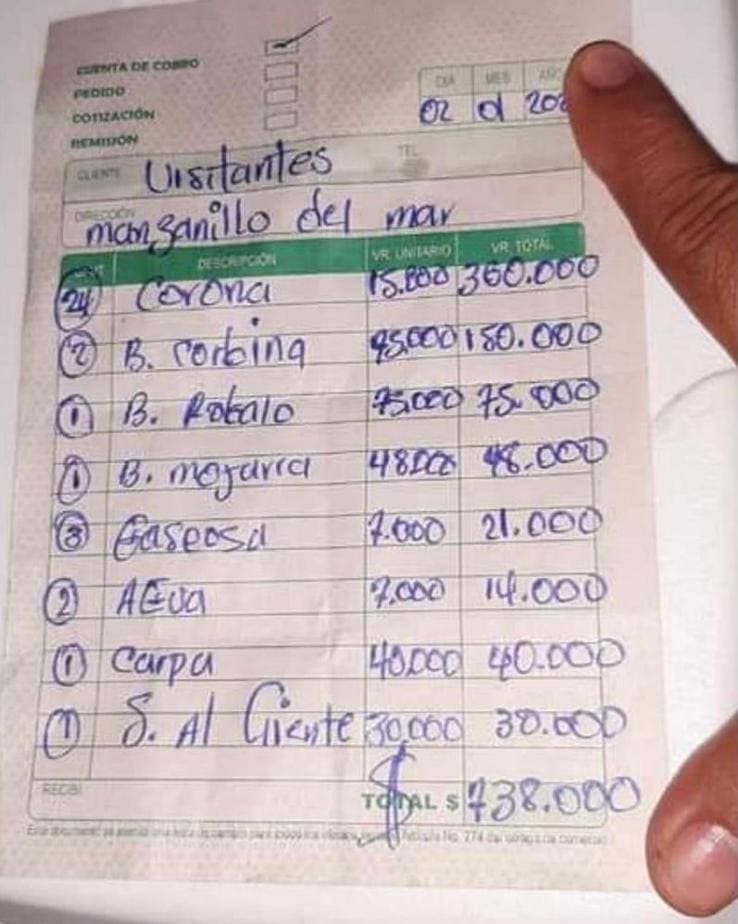 CUENTA DE COBRO
PEDIDO
COTIZACIÓN
REMISIÓN
DIA MES AÑO
02 01
CLIENTE Visitantes TEL.
DIRECCIÓN manzanillo del mar
DESCRIPCIÓN VR. UNITARIO VR. TOTAL
24 Corona 15.000 360.000
2 B. corbina 75.000 150.000
1 B. Robalo 75.000 75.000
1 B. mojarra 48.000 48.000
3 Gaseosa 7.000 21.000
2 AGua 7.000 14.000
1 Carpa 40.000 40.000
1 S. Al Cliente 30.000 30.000
RECIBI
TOTAL $ 738.000